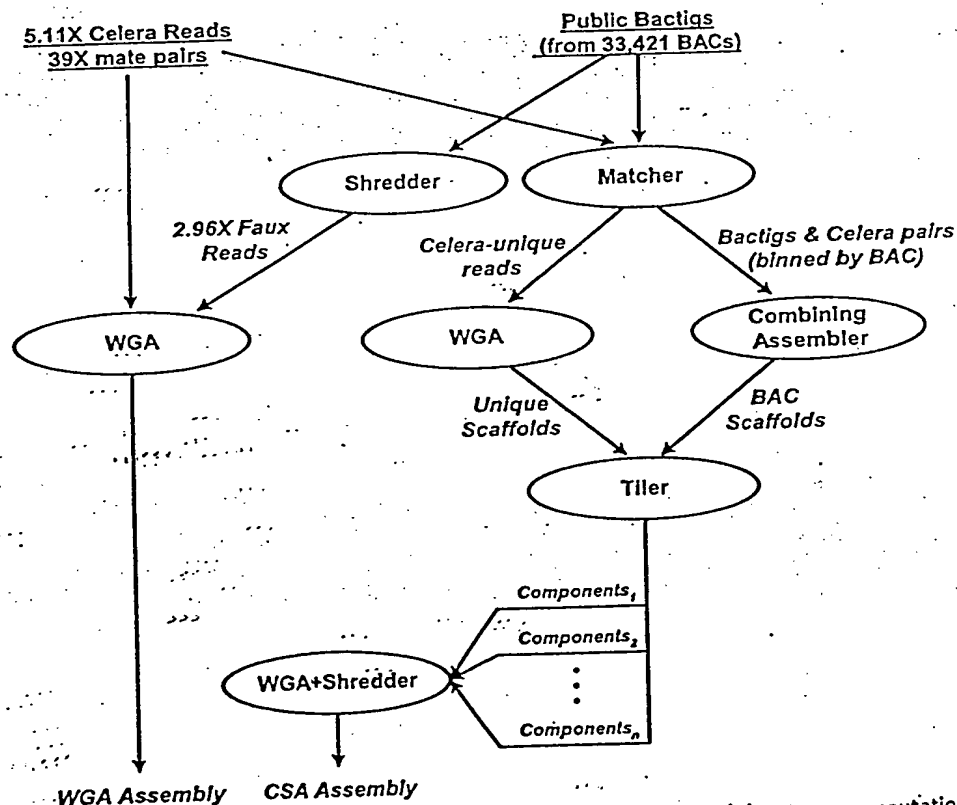 5.11X Celera Reads
39X mate pairs
Public Bactigs
(from 33,421 BACs)
Shredder
Matcher
2.96X Faux
Reads
Celera-unique
reads
Bactigs & Celera pairs
(binned by BAC)
WGA
WGA
Combining
Assembler
Unique
Scaffolds
BAC
Scaffolds
Tiler
Components1
Components2
WGA+Shredder
Componentsn
WGA Assembly
CSA Assembly